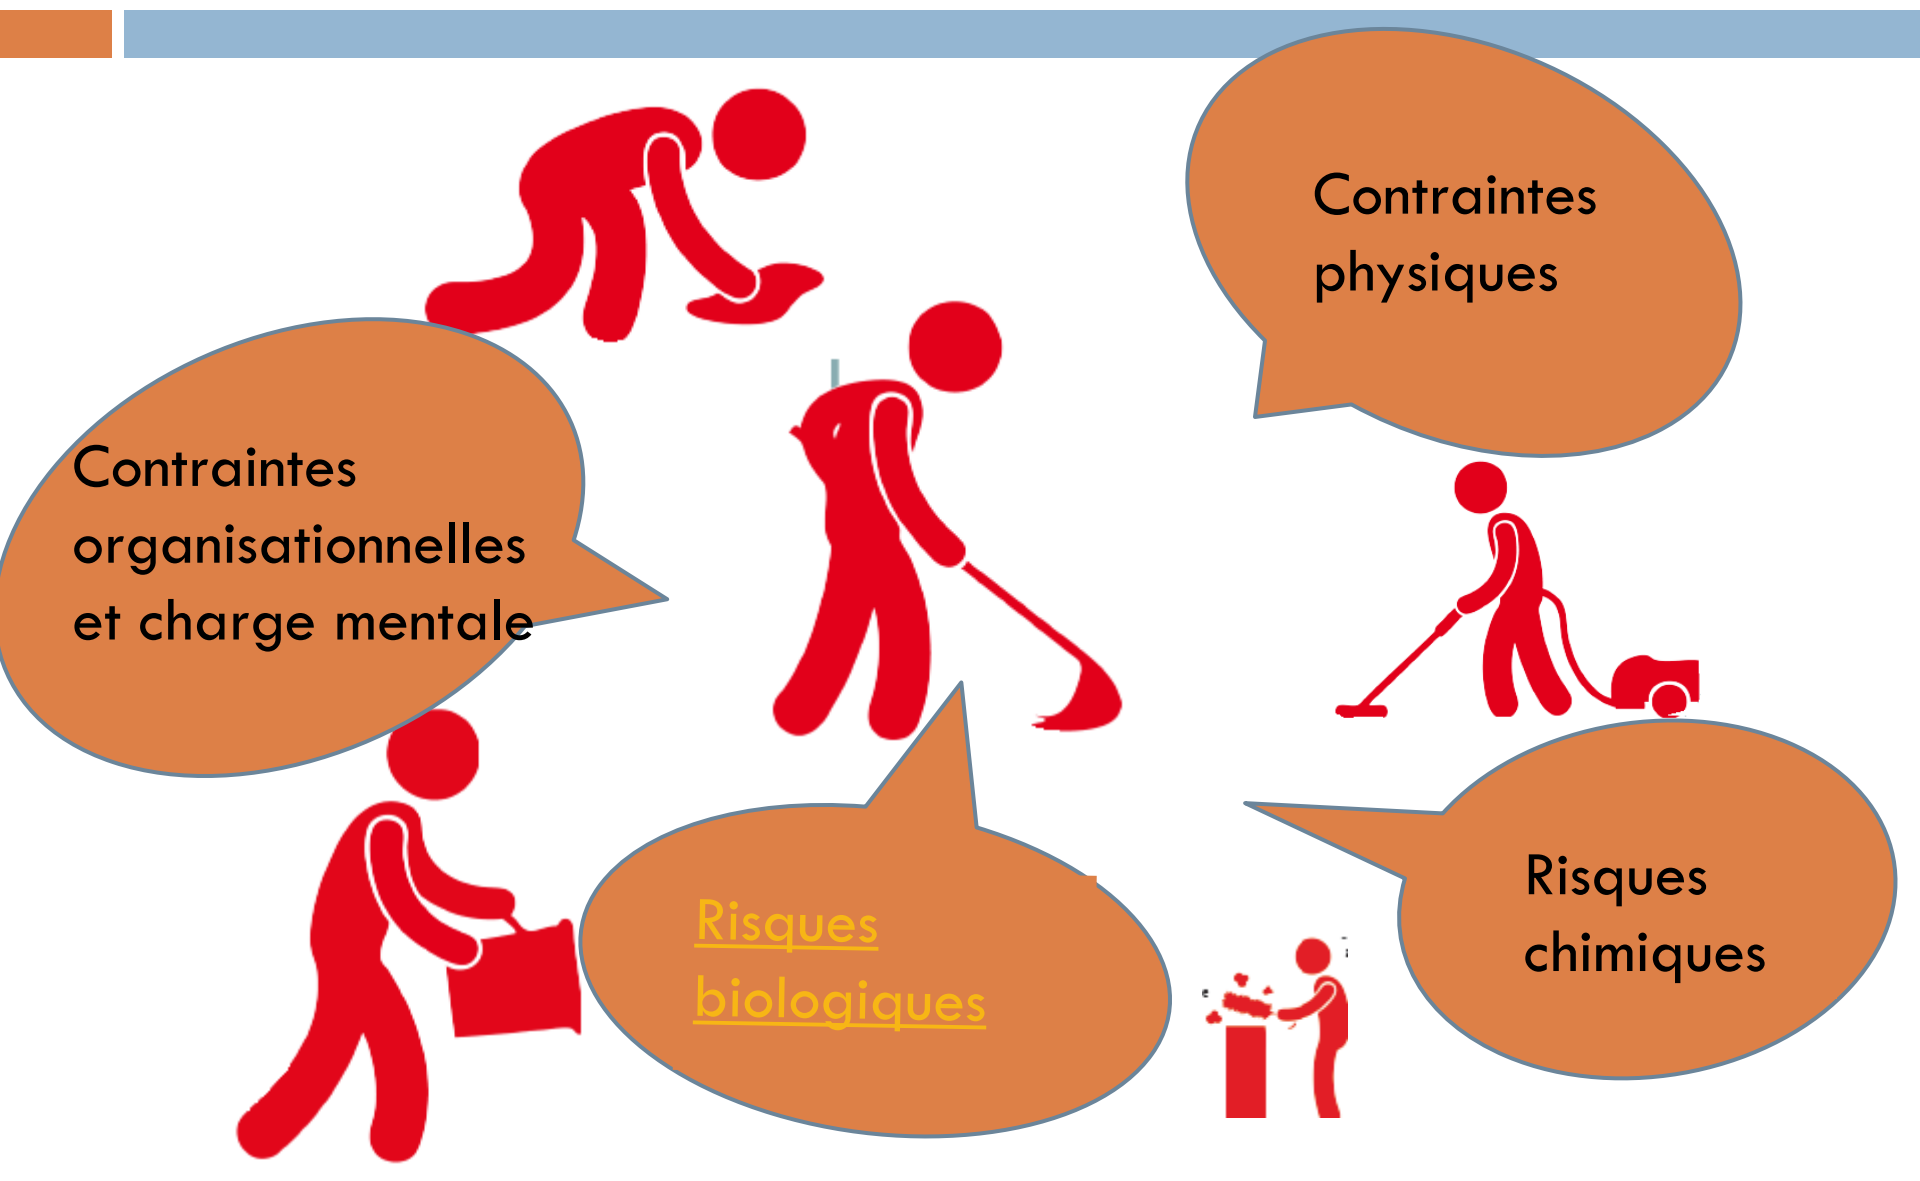 Contraintes
physiques
Contraintes
organisationnelles
et charge mentale
Risques
biologiques
Risques
chimiques